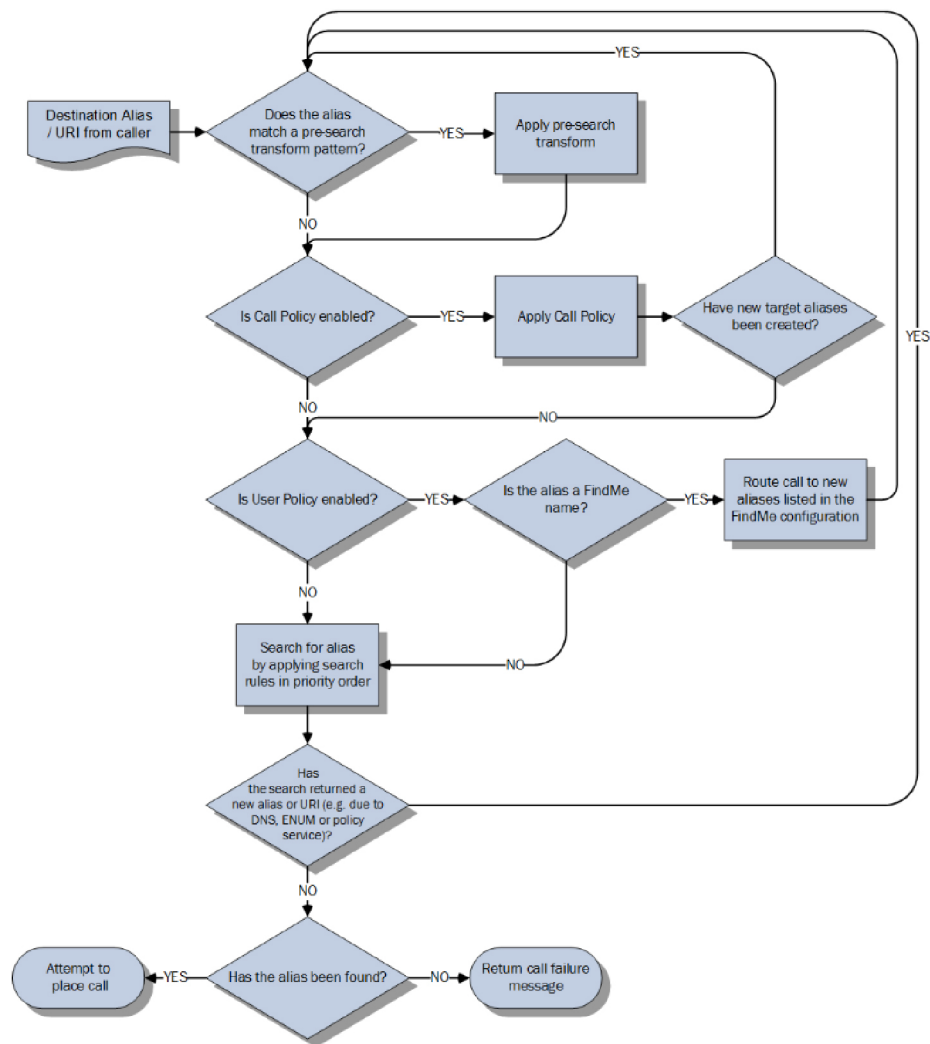 YES
Destination Alias
/ URI from caller
Does the alias
match a pre-search
transform pattern?
YES
Apply pre-search
transform
NO
Is Call Policy enabled?
YES
Apply Call Policy
Have new target aliases
been created?
YES
NO
NO
Is User Policy enabled?
YES
Is the alias a FindMe
name?
YES
Route call to new
aliases listed in the
FindMe configuration
NO
Search for alias
by applying search
rules in priority order
NO
Has
the search returned a
new alias or URI (e.g. due to
DNS, ENUM or policy
service)?
NO
Attempt to
place call
YES
Has the alias been found?
NO
Return call failure
message